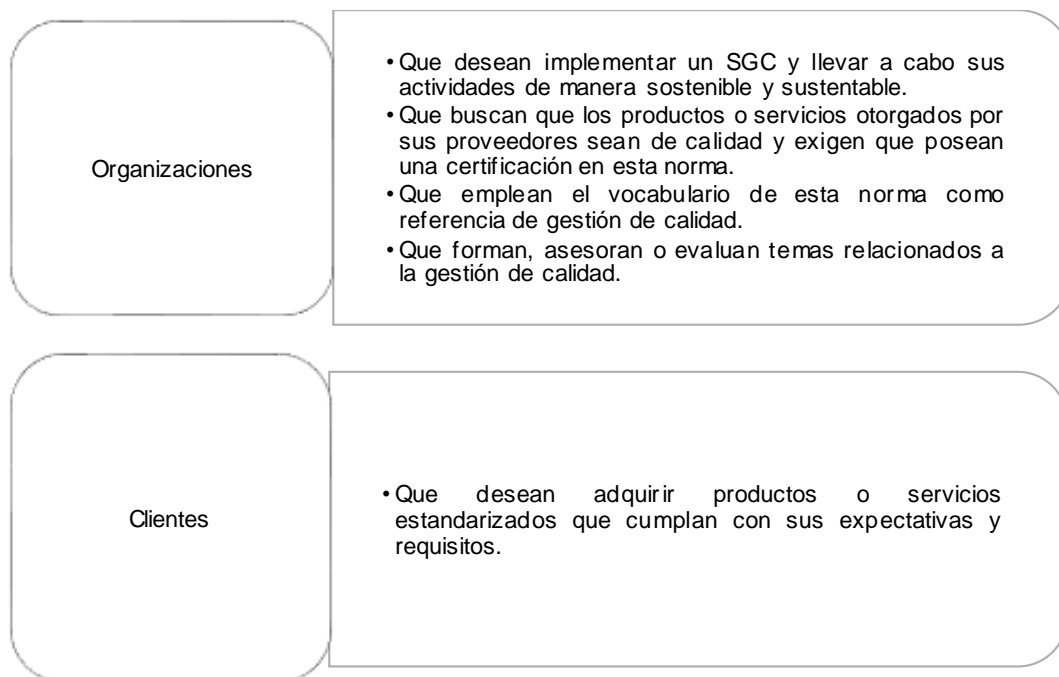 Organizaciones
• Que desean implementar un SGC y llevar a cabo sus
actividades de manera sostenible y sustentable.
• Que buscan que los productos o servicios otorgados por
sus proveedores sean de calidad y exigen que posean
una certificación en esta norma.
• Que emplean el vocabulario de esta norma como
referencia de gestión de calidad.
• Que forman, asesoran o evaluan temas relacionados a
la gestión de calidad.
Clientes
• Que desean adquirir productos o servicios
estandarizados que cumplan con sus expectativas y
requisitos.